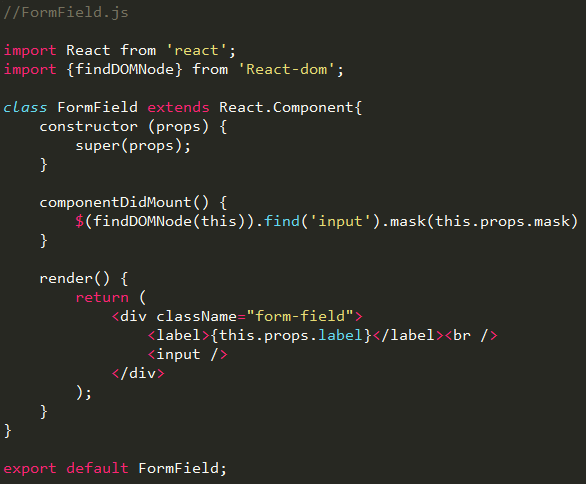 //FormField.js
import React from 'react';
import {findDOMNode} from 'React-dom';
class FormField extends React.Component{
constructor (props) {
super(props);
}
componentDidMount() {
$(findDOMNode(this)).find('input').mask(this.props.mask)
}
render() {
return (
<div className="form-field">
<label>{this.props.label}</label><br />
<input />
</div>
);
}
}
export default FormField;